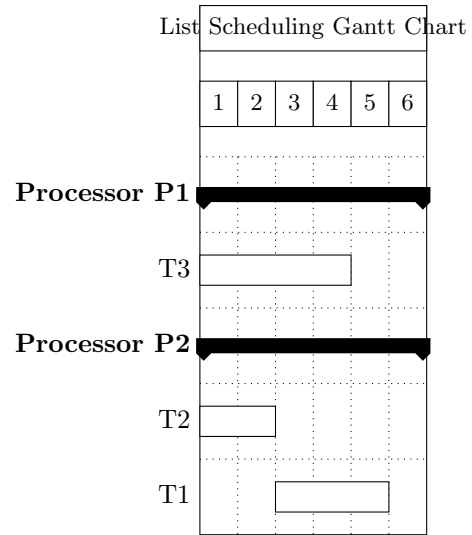 List Scheduling Gantt Chart
1 2 3 4 5 6
Processor P1
T3
Processor P2
T2
T1